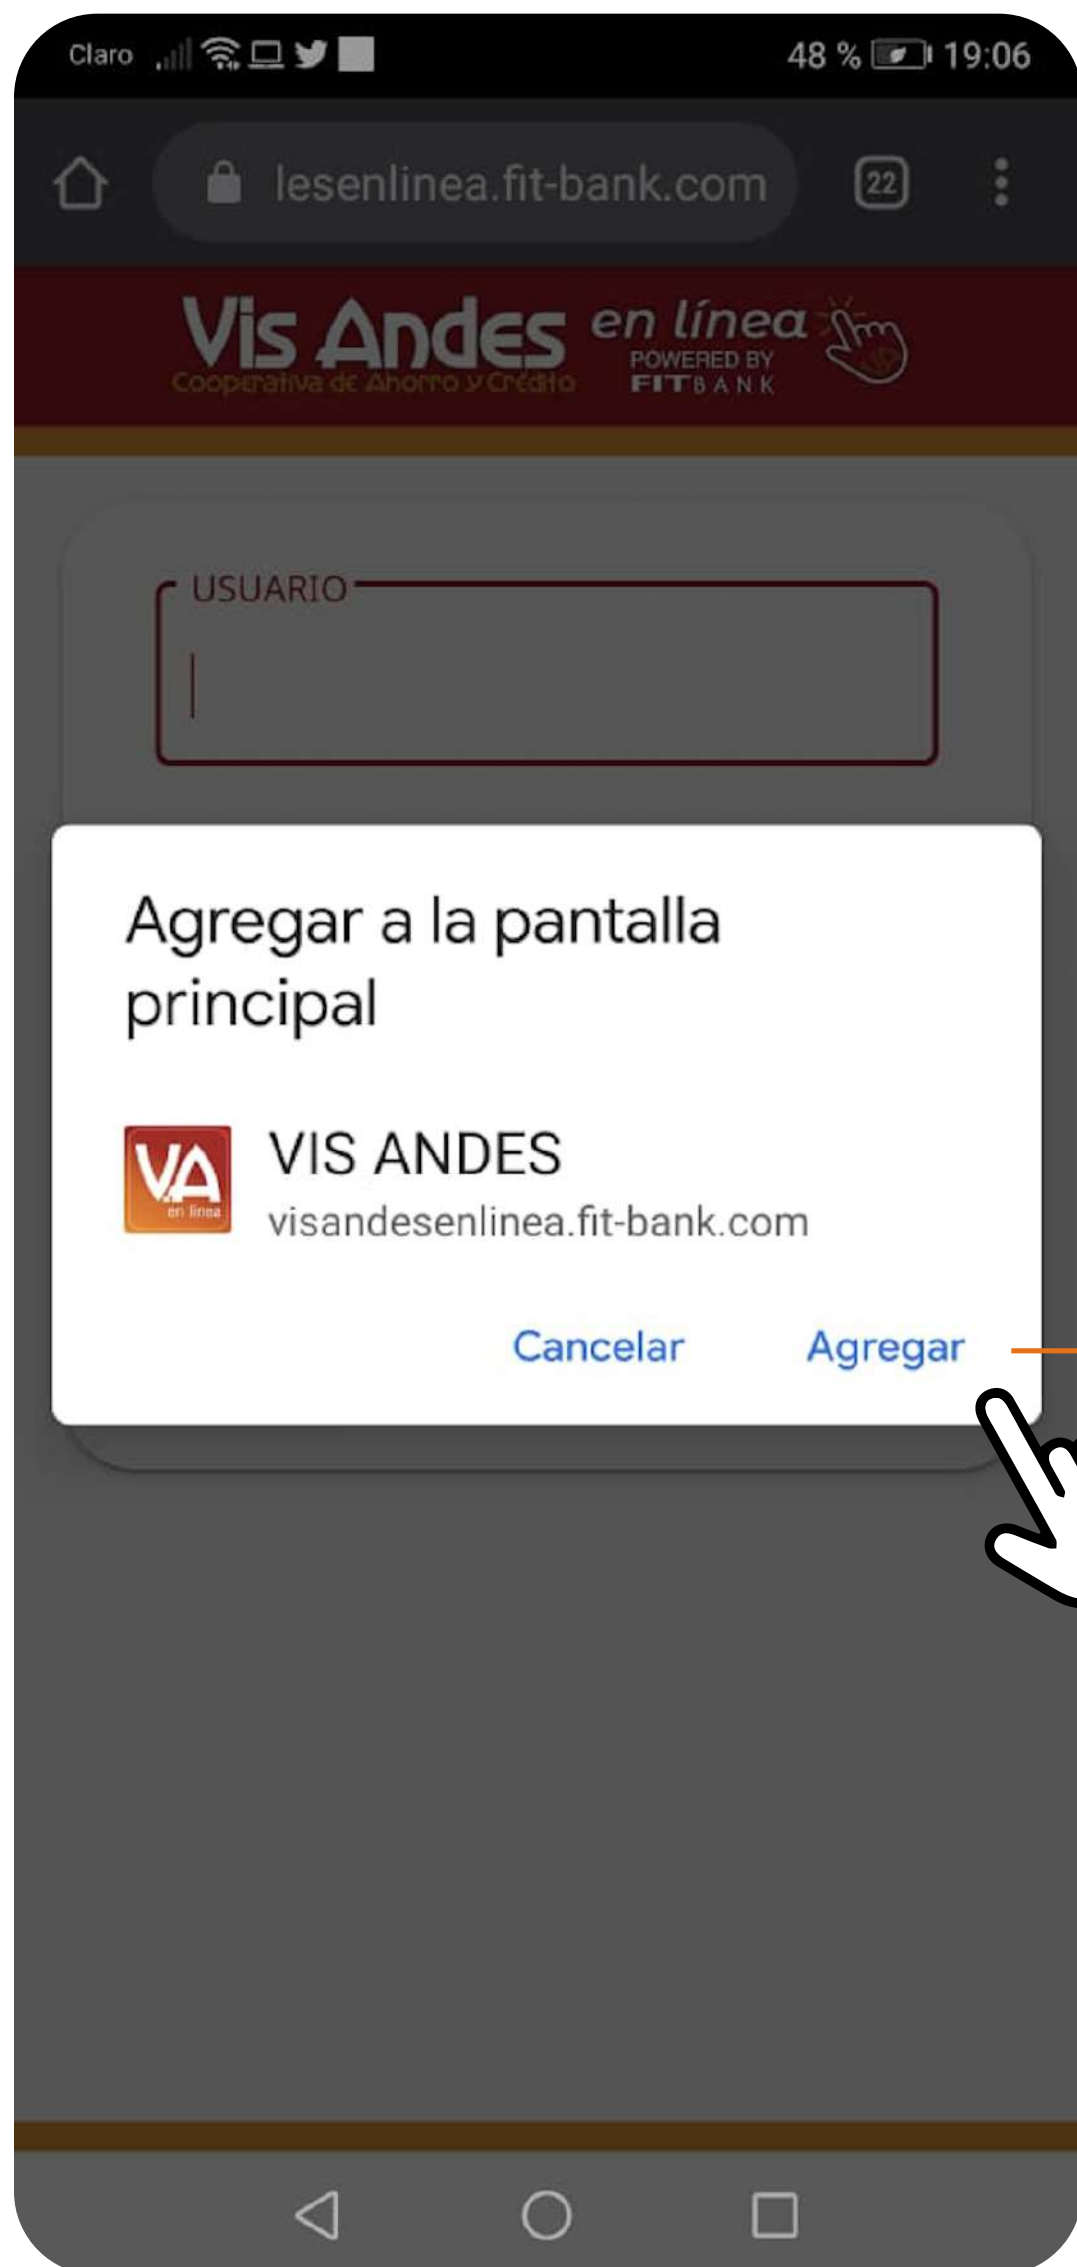 Claro 48 % 19:06
lesenlinea.fit-bank.com 22
Vis Andes en línea
Cooperativa de Ahorro y Crédito POWERED BY
FITBANK
USUARIO
Agregar a la pantalla
principal
VA
en línea
VIS ANDES
visandesenlinea.fit-bank.com
Cancelar Agregar